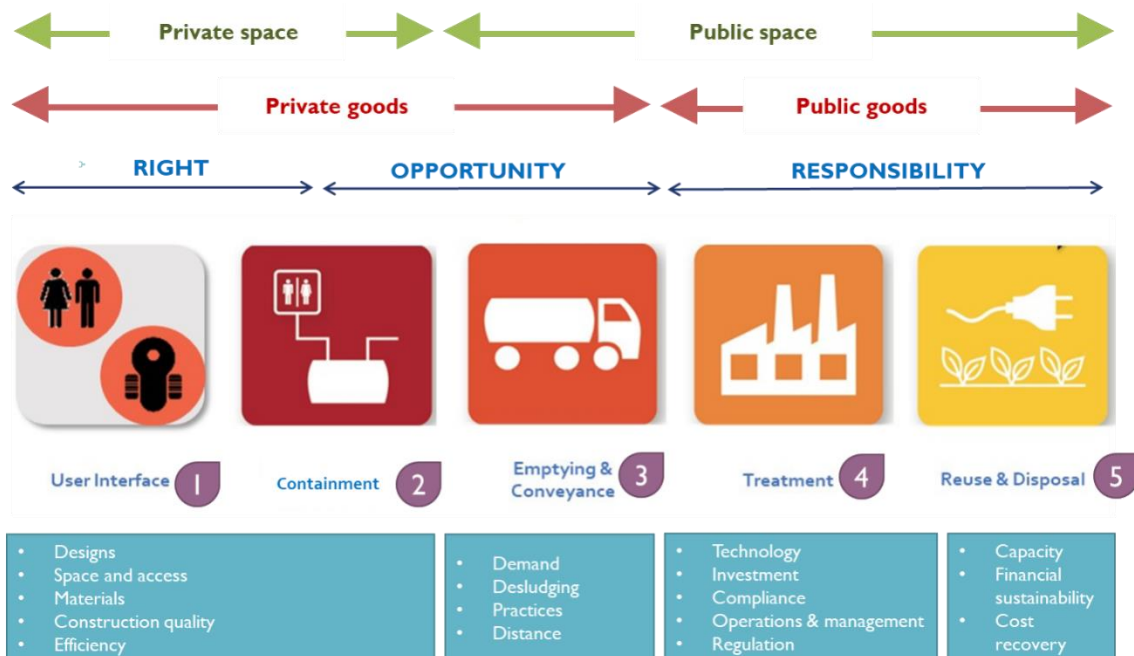 Private space
Public space
Private goods
Public goods
RIGHT
OPPORTUNITY
RESPONSIBILITY
User Interface
1
Containment
2
Emptying &
Conveyance
3
Treatment
4
Reuse & Disposal
5
• Designs
• Space and access
• Materials
• Construction quality
• Efficiency
• Demand
• Desludging
• Practices
• Distance
• Technology
• Investment
• Compliance
• Operations & management
• Regulation
• Capacity
• Financial
sustainability
• Cost
recovery